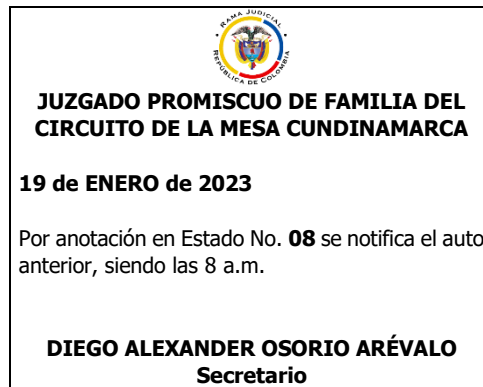 RAMA JUDICIAL
REPÚBLICA DE COLOMBIA
JUZGADO PROMISCUO DE FAMILIA DEL
CIRCUITO DE LA MESA CUNDINAMARCA
19 de ENERO de 2023
Por anotación en Estado No. 08 se notifica el auto
anterior, siendo las 8 a.m.
DIEGO ALEXANDER OSORIO ARÉVALO
Secretario